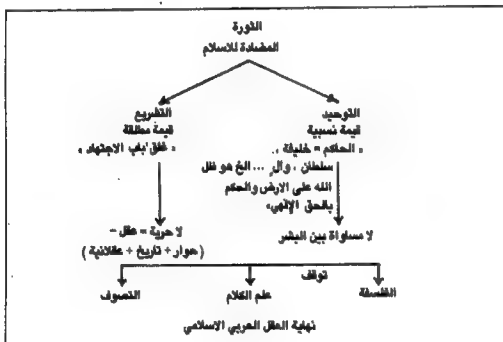 الثورة
المضادة للاسلام
التوحيد
قيمة نسبية
« الحاكم = خليفة ،
سلطان ، وال ... الخ هو ظل
الله على الارض والحكم
بالحق الإلهي»
لا مساواة بين البشر
التشريع
قيمة مطلقة
« غلق باب الاجتهاد »
لا حرية = عقل –
( حوار + تاريخ + عقلانية )
توقف
الفلسفة
علم الكلام
التصوف
نهاية العقل العربي الاسلامي